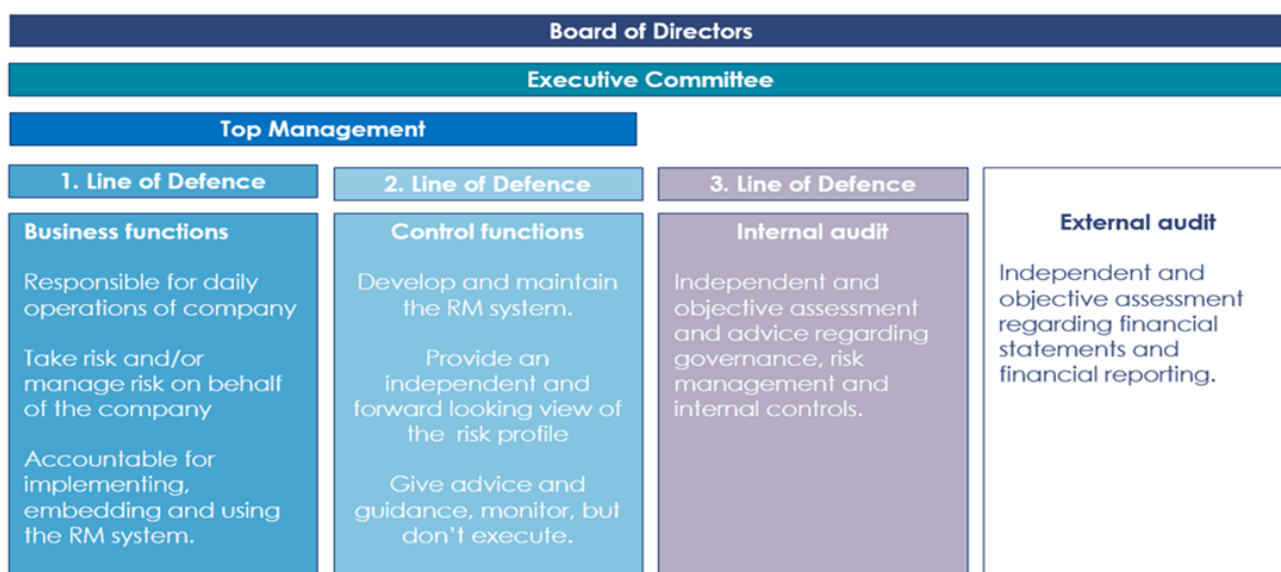 Board of Directors
Executive Committee
Top Management
1. Line of Defence
Business functions
Responsible for daily
operations of company
Take risk and/or
manage risk on behalf
of the company
Accountable for
implementing,
embedding and using
the RM system.
2. Line of Defence
Control functions
Develop and maintain
the RM system.
Provide an
independent and
forward looking view of
the risk profile
Give advice and
guidance, monitor, but
don't execute.
3. Line of Defence
Internal audit
Independent and
objective assessment
and advice regarding
governance, risk
management and
internal controls.
External audit
Independent and
objective assessment
regarding financial
statements and
financial reporting.